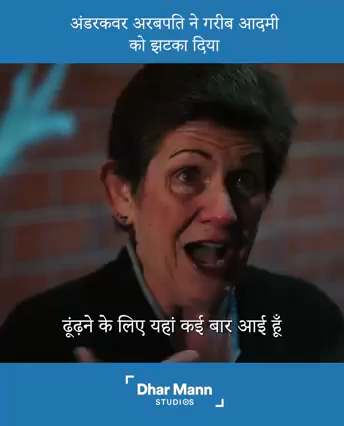 अंडरकवर अरबपति ने गरीब आदमी
को झटका दिया
ढूंढ़ने के लिए यहां कई बार आई हूँ
Dhar Mann
STUDIOS